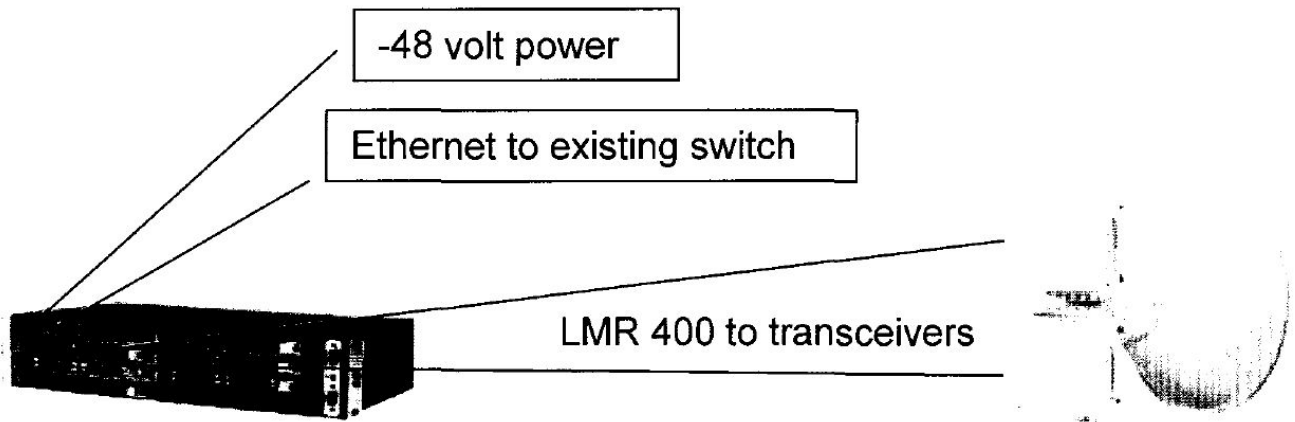 -48 volt power
Ethernet to existing switch
LMR 400 to transceivers